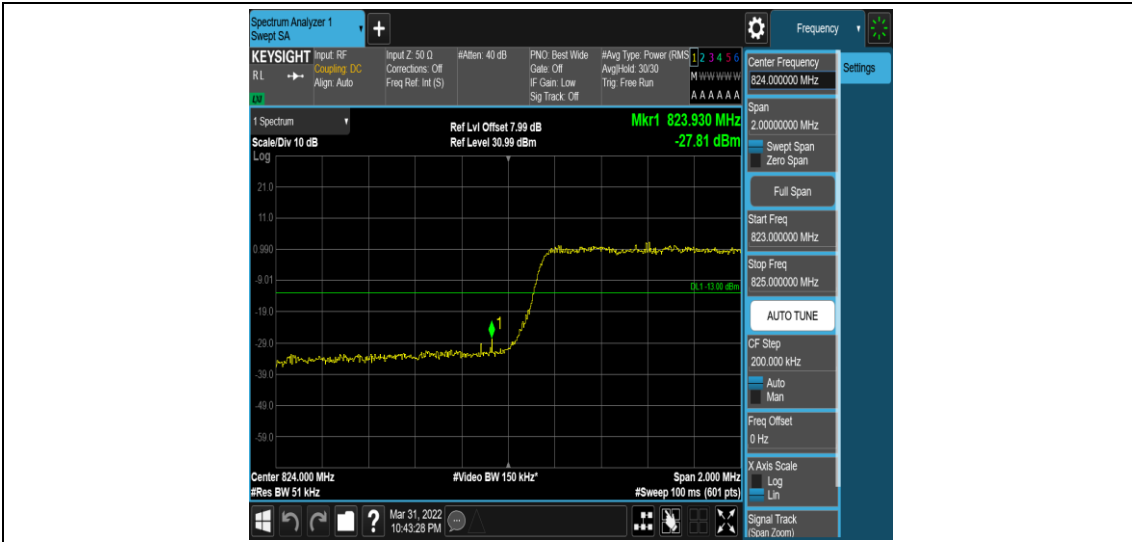 Spectrum Analyzer 1
Swept SA
+
Frequency
KEYSIGHT
RL
LXI
Input: RF
Coupling: DC
Align: Auto
Input Z: 50 Ω
Corrections: Off
Freq Ref: Int (S)
#Atten: 40 dB
PNO: Best Wide
Gate: Off
IF Gain: Low
Sig Track: Off
#Avg Type: Power (RMS
Avg|Hold: 30/30
Trig: Free Run
1 2 3 4 5 6
M W W W W W
A A A A A A
1 Spectrum
Scale/Div 10 dB
Log
Ref Lvl Offset 7.99 dB
Ref Level 30.99 dBm
Mkr1 823.930 MHz
-27.81 dBm
21.0
11.0
0.990
-9.01
DL1 -13.00 dBm
-19.0
1
-29.0
-39.0
-49.0
-59.0
Center 824.000 MHz
#Res BW 51 kHz
#Video BW 150 kHz*
Span 2.000 MHz
#Sweep 100 ms (601 pts)
?
Mar 31, 2022
10:43:28 PM
Center Frequency
824.000000 MHz
Settings
Span
2.00000000 MHz
Swept Span
Zero Span
Full Span
Start Freq
823.000000 MHz
Stop Freq
825.000000 MHz
AUTO TUNE
CF Step
200.000 kHz
Auto
Man
Freq Offset
0 Hz
X Axis Scale
Log
Lin
Signal Track
(Span Zoom)